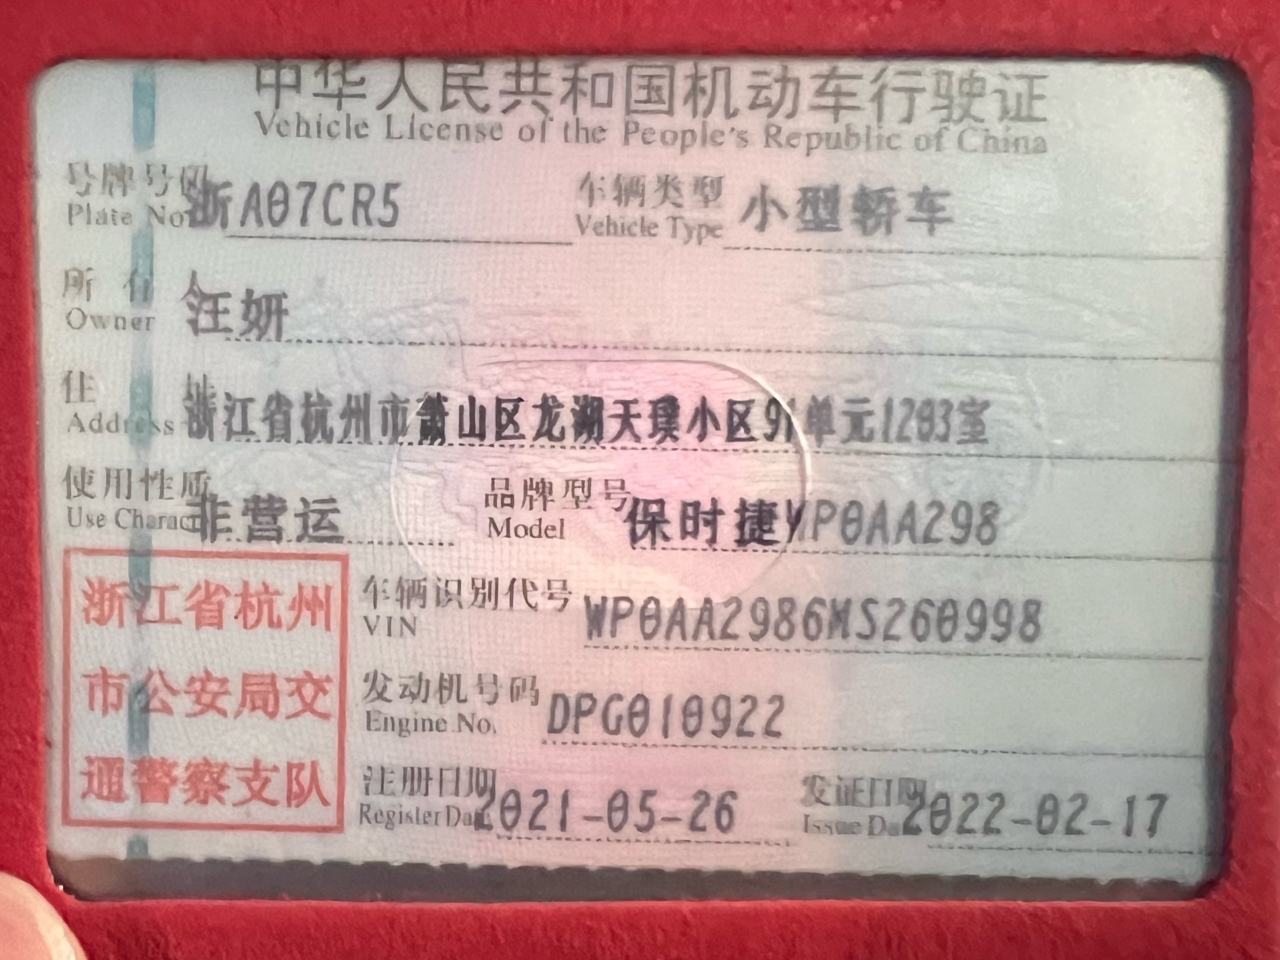 中华人民共和国机动车行驶证
Vehicle License of the People's Republic of China
号牌号码 浙A07CR5 车辆类型 小型轿车
Plate No. Vehicle Type
所有人 汪妍
Owner
住址 浙江省杭州市萧山区龙湖天璞小区91单元1203室
Address
使用性质 非营运 品牌型号 保时捷WP0AA298
Use Character Model
浙江省杭州市公安局交通警察支队
车辆识别代号 WP0AA2986MS260998
VIN
发动机号码 DPG010922
Engine No.
注册日期 2021-05-26 发证日期 2022-02-17
Register Date Issue Date